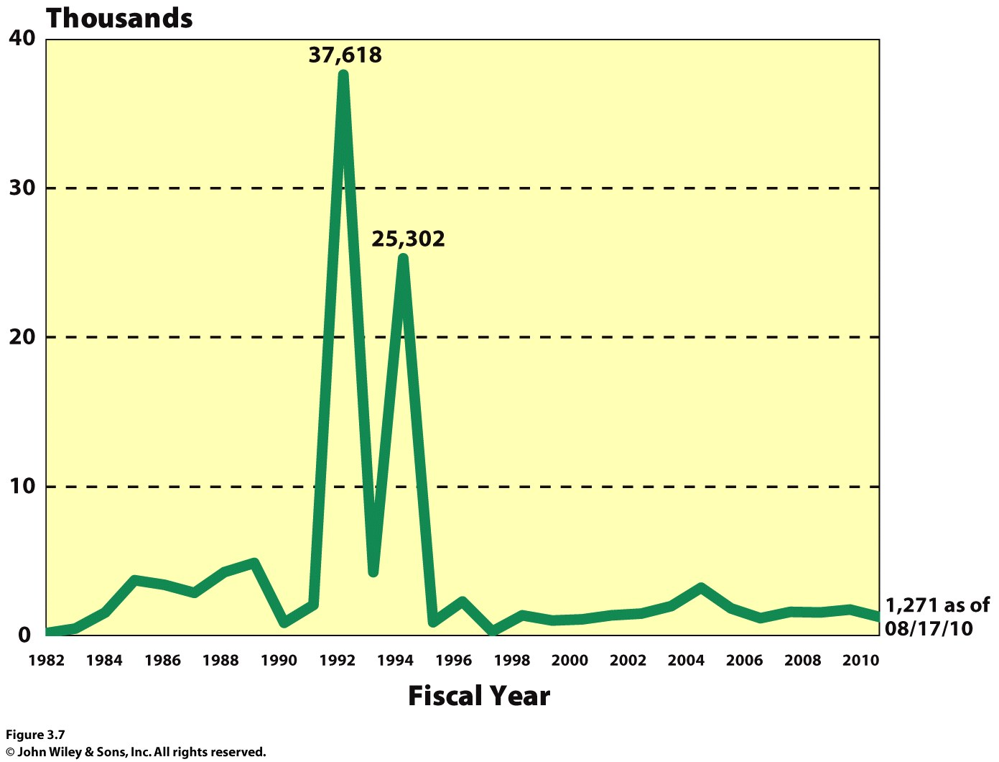 Thousands
40
37,618
30
25,302
20
10
1,271 as of
08/17/10
0
1982 1984 1986 1988 1990 1992 1994 1996 1998 2000 2002 2004 2006 2008 2010
Fiscal Year
Figure 3.7
© John Wiley & Sons, Inc. All rights reserved.